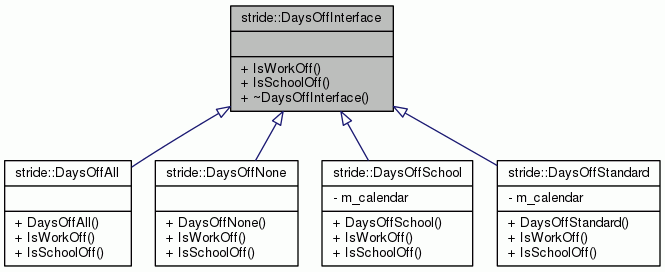 stride::DaysOffInterface
+ IsWorkOff()
+ IsSchoolOff()
+ ~DaysOffInterface()
stride::DaysOffAll
+ DaysOffAll()
+ IsWorkOff()
+ IsSchoolOff()
stride::DaysOffNone
+ DaysOffNone()
+ IsWorkOff()
+ IsSchoolOff()
stride::DaysOffSchool
- m_calendar
+ DaysOffSchool()
+ IsWorkOff()
+ IsSchoolOff()
stride::DaysOffStandard
- m_calendar
+ DaysOffStandard()
+ IsWorkOff()
+ IsSchoolOff()